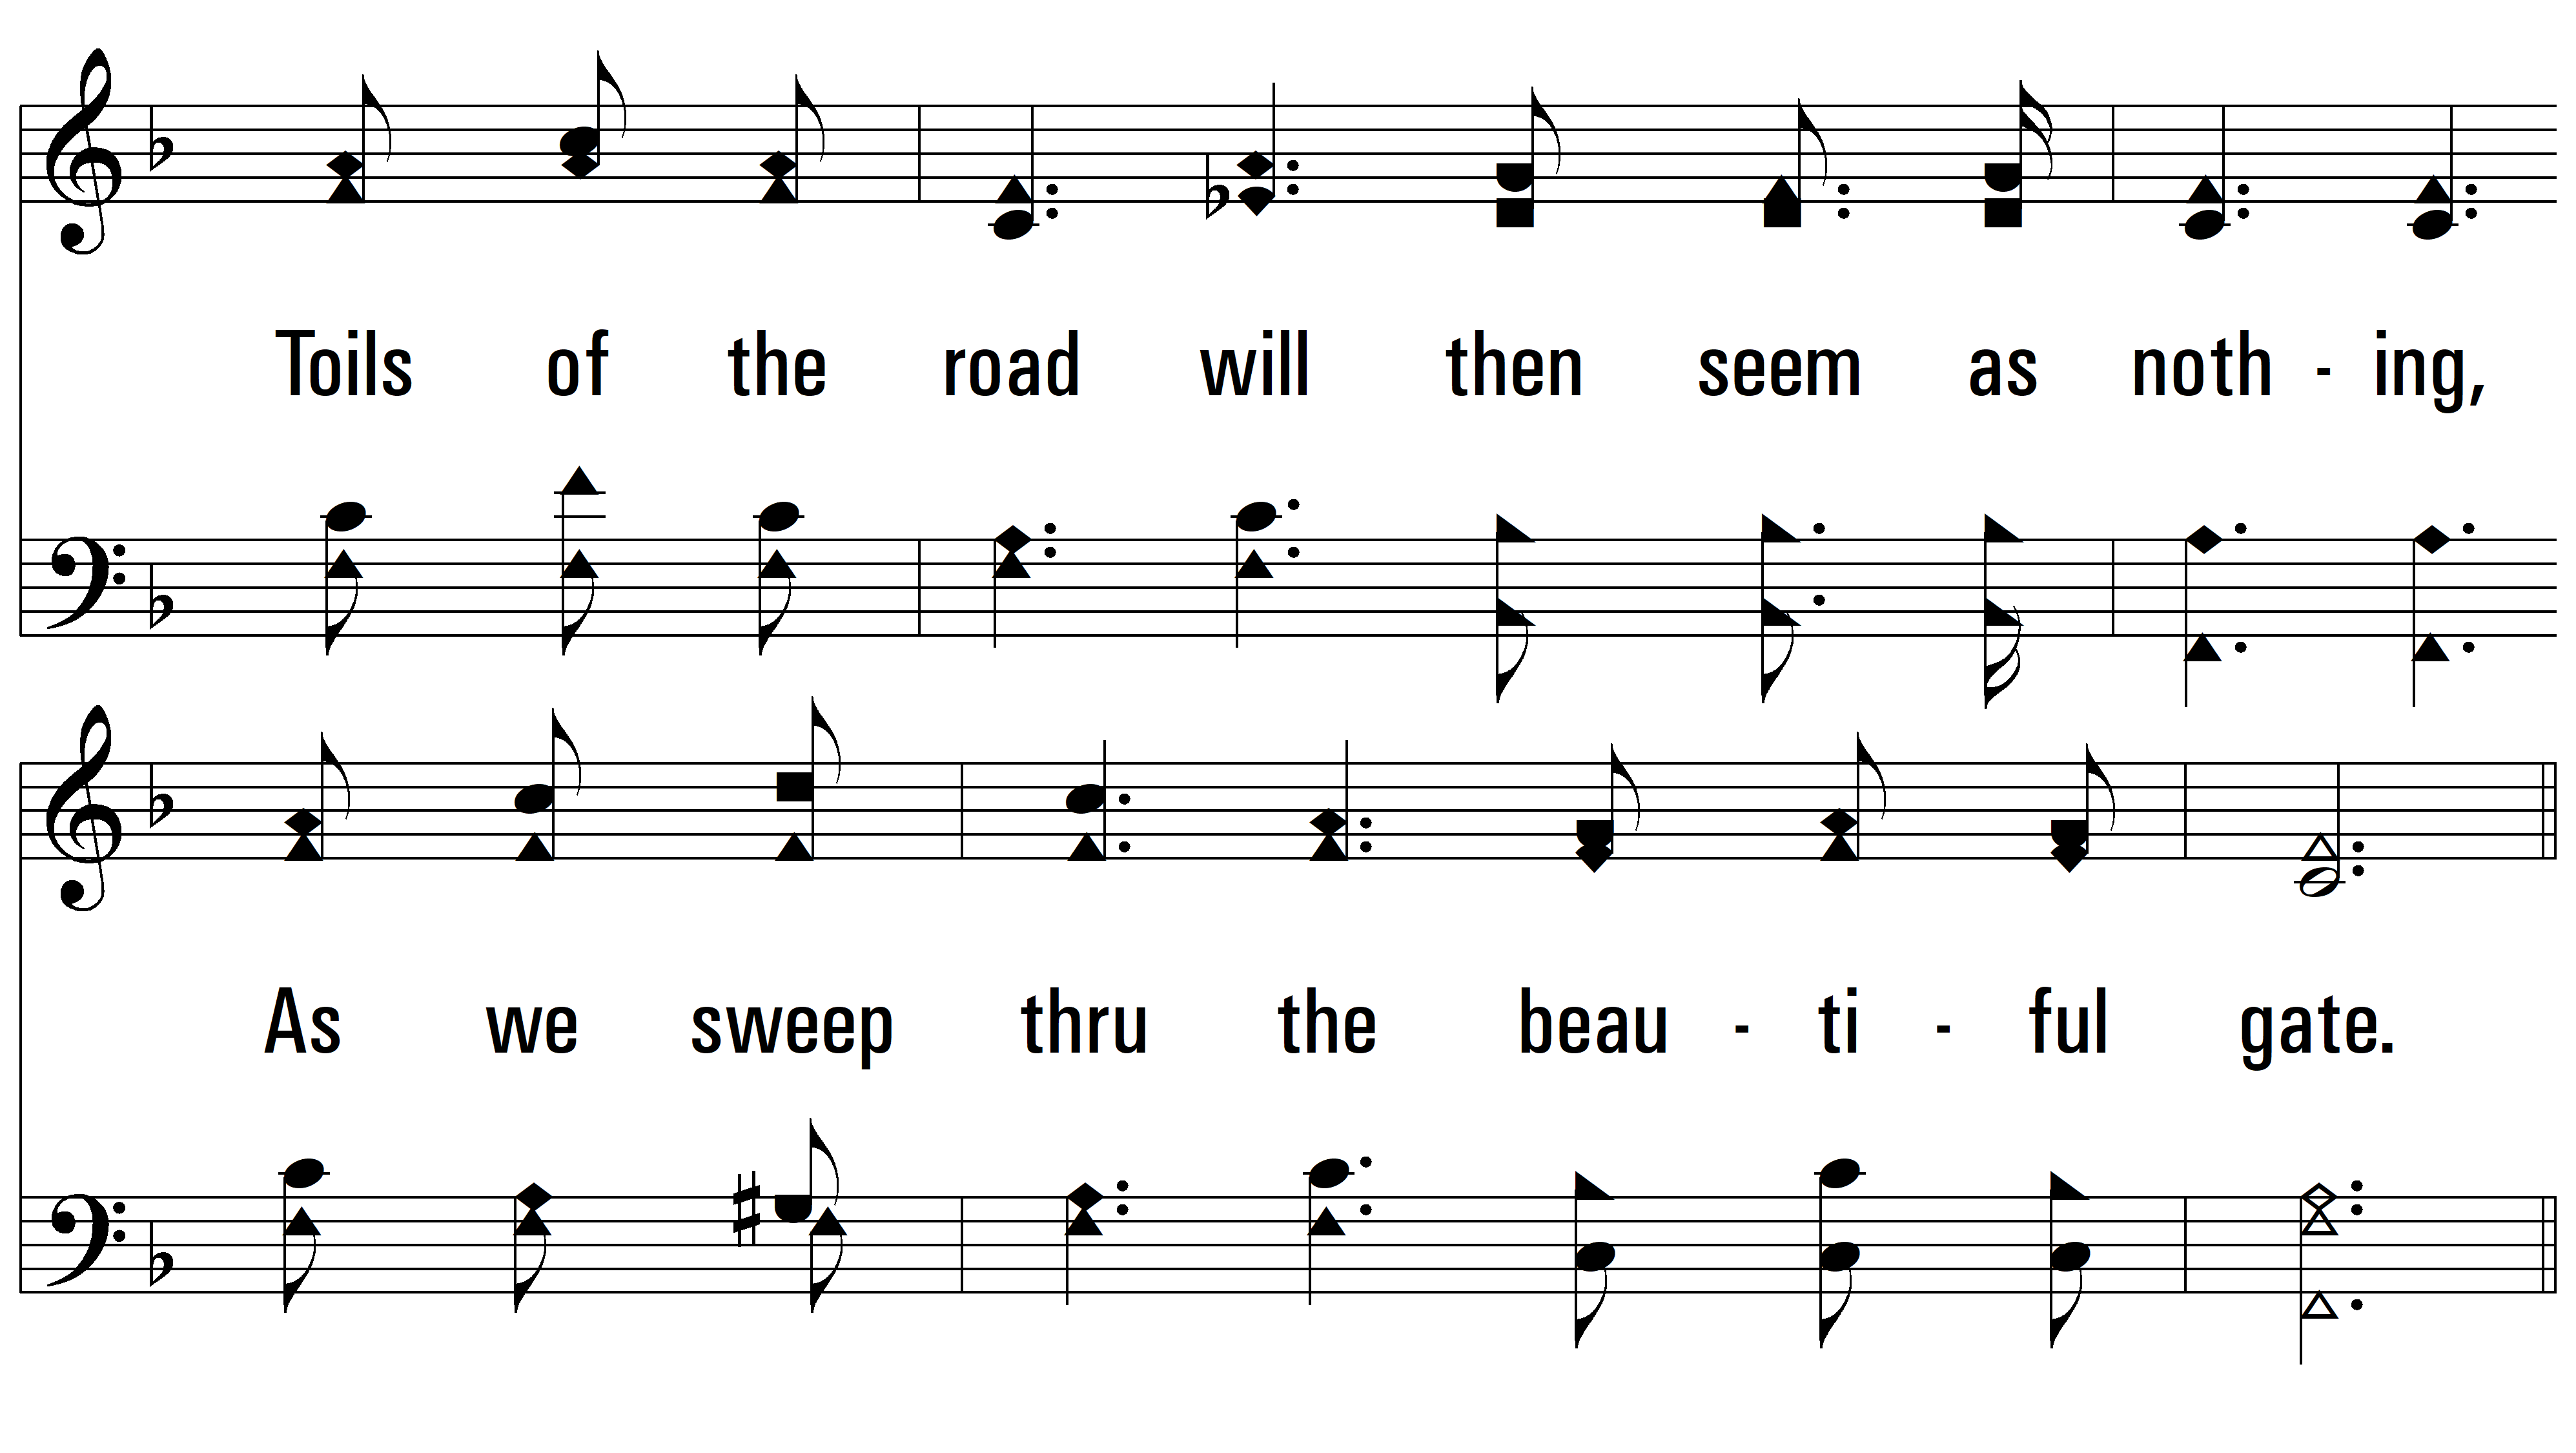 Toils of the road will then seem as noth - ing,
As we sweep thru the beau - ti - ful gate.